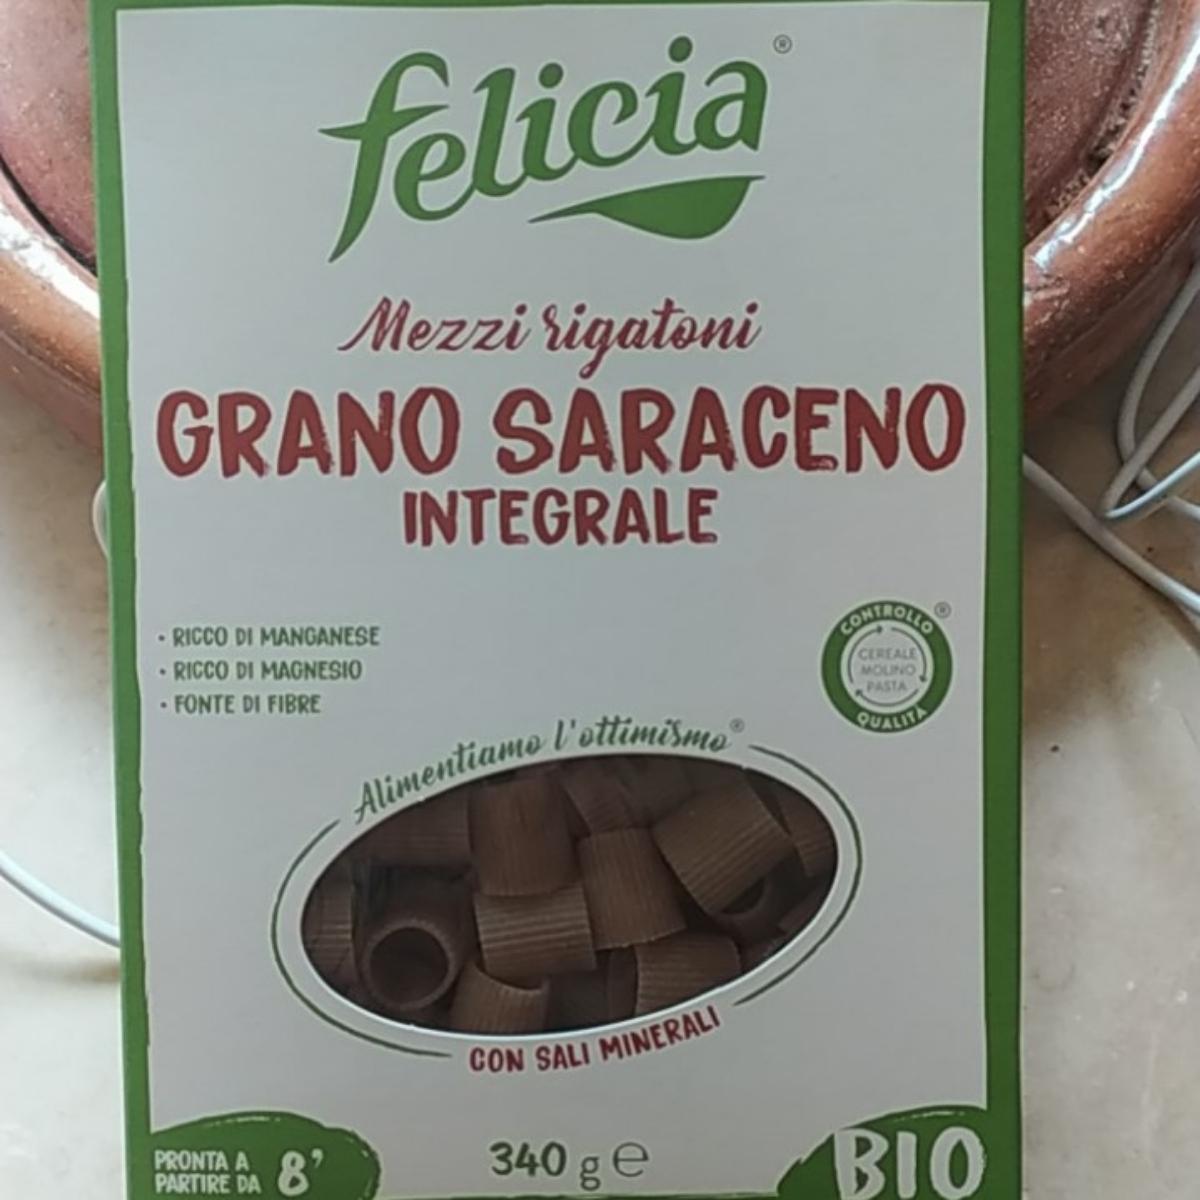 felicia®
Mezzi rigatoni
GRANO SARACENO
INTEGRALE
• RICCO DI MANGANESE
• RICCO DI MAGNESIO
• FONTE DI FIBRE
CONTROLLO ®
CEREALE
MOLINO
PASTA
QUALITÀ
Alimentiamo l'ottimismo®
CON SALI MINERALI
PRONTA A
PARTIRE DA 8'
340 g ℮
BIO